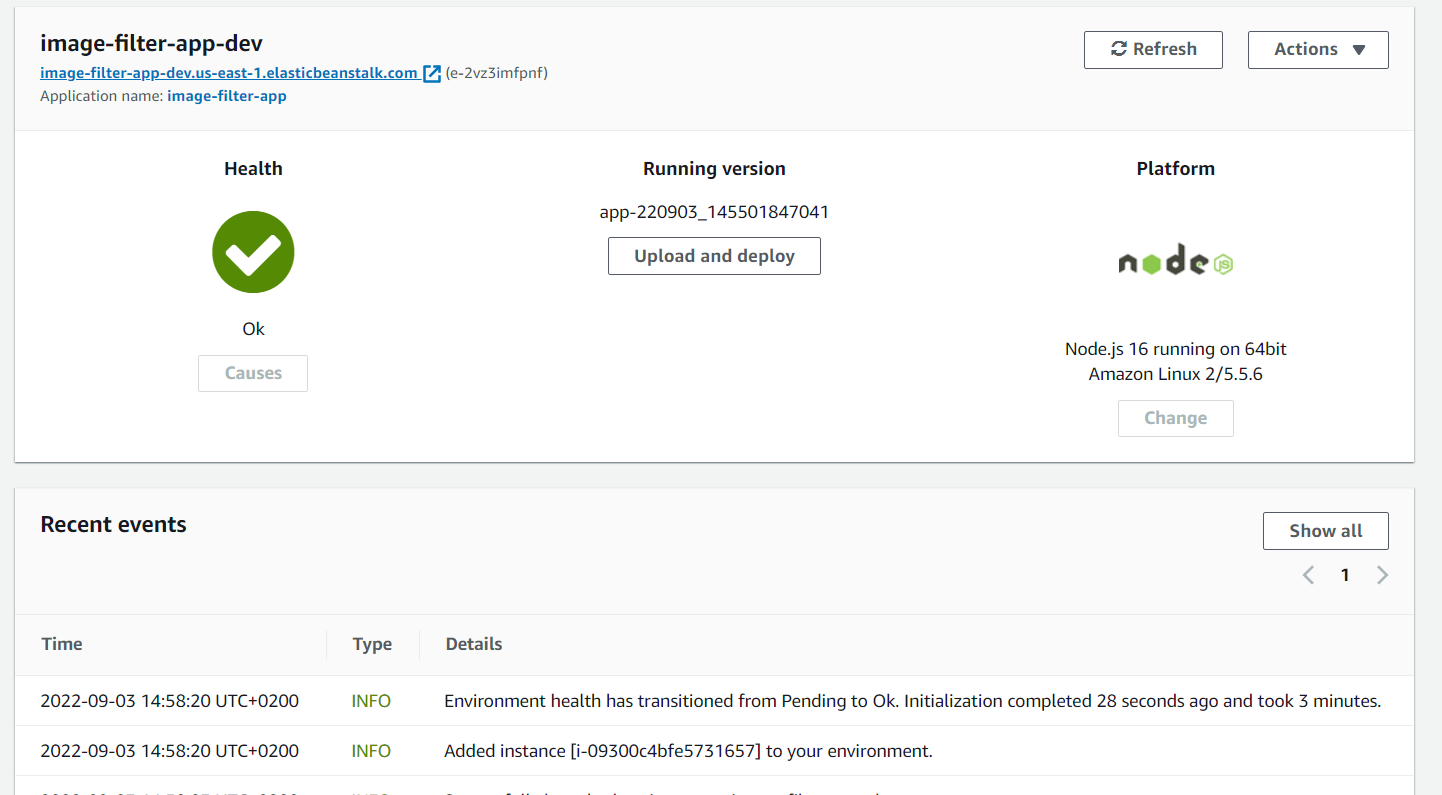 image-filter-app-dev
Refresh
Actions
image-filter-app-dev.us-east-1.elasticbeanstalk.com (e-2vz3imfpnf)
Application name: image-filter-app
Health
Running version
Platform
app-220903_145501847041
Upload and deploy
node JS
Ok
Causes
Node.js 16 running on 64bit
Amazon Linux 2/5.5.6
Change
Recent events
Show all
1
Time Type Details
2022-09-03 14:58:20 UTC+0200 INFO Environment health has transitioned from Pending to Ok. Initialization completed 28 seconds ago and took 3 minutes.
2022-09-03 14:58:20 UTC+0200 INFO Added instance [i-09300c4bfe5731657] to your environment.